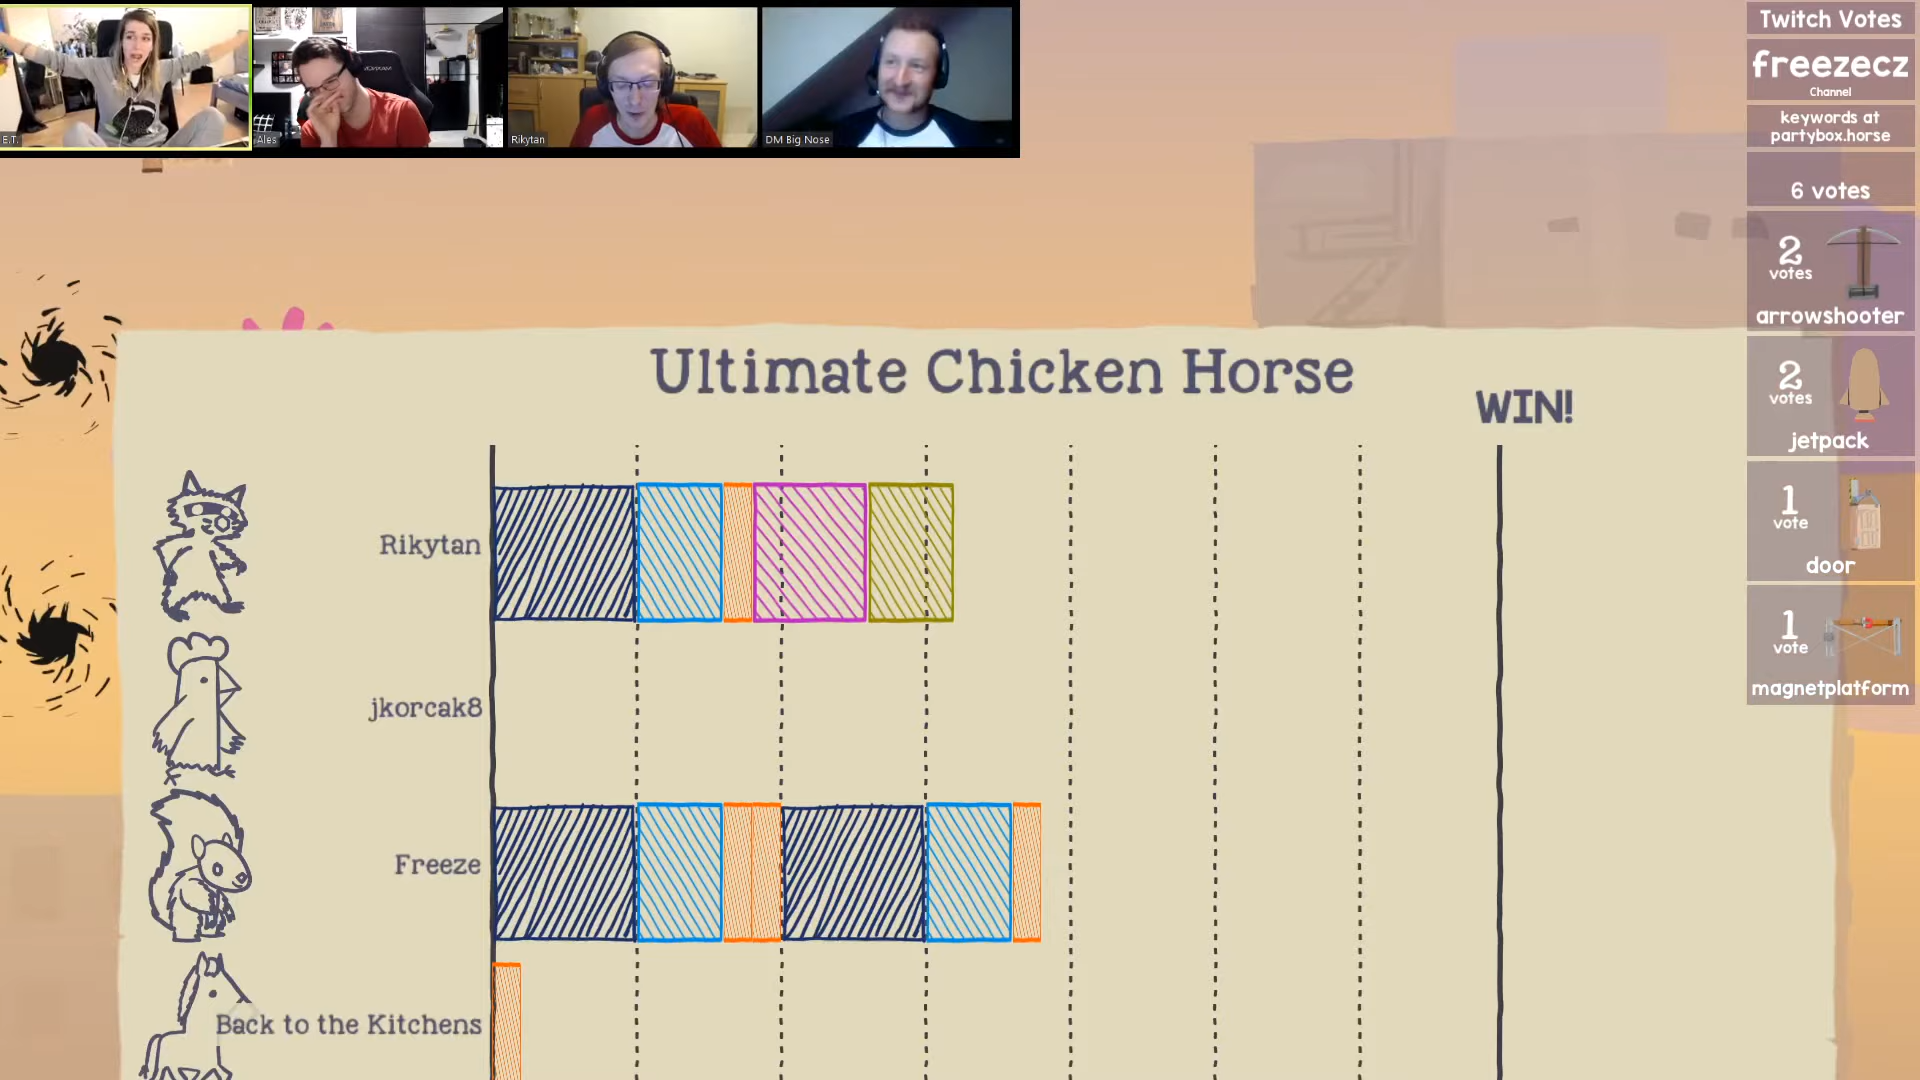 E.T.
Ales
Rikytan
DM Big Nose
Twitch Votes
freezecz
Channel
keywords at
partybox.horse
6 votes
2
votes
arrowshooter
2
votes
jetpack
1
vote
door
1
vote
magnetplatform
Ultimate Chicken Horse
WIN!
Rikytan
jkorcak8
Freeze
Back to the Kitchens